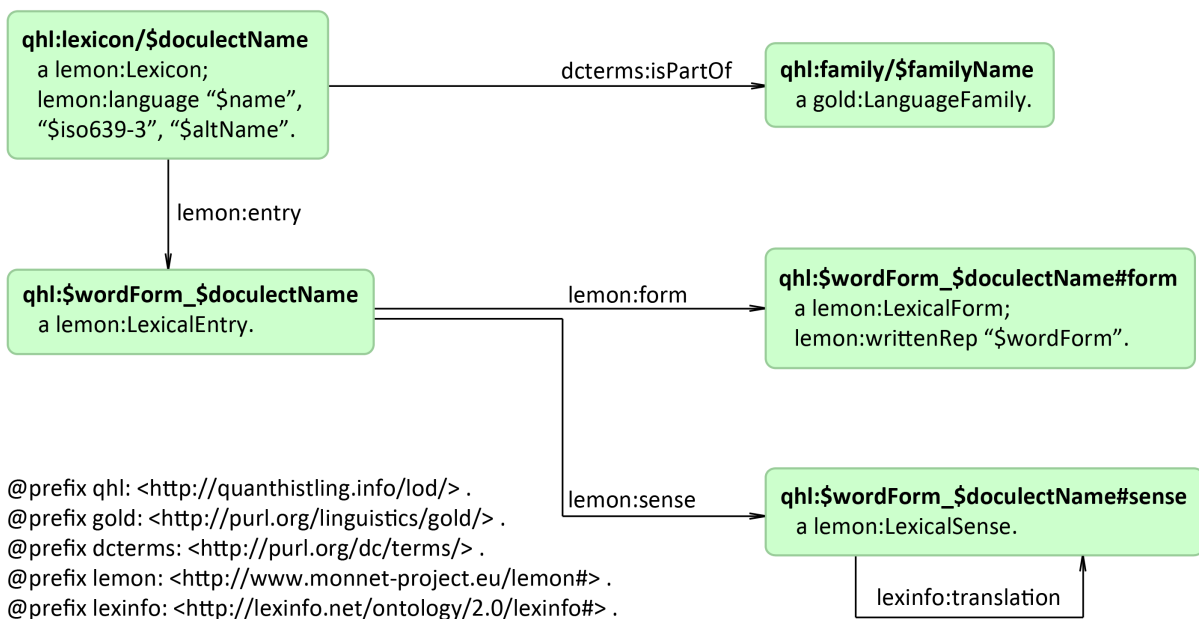 qhl:lexicon/$doculectName
a lemon:Lexicon;
lemon:language “$name”,
“$iso639-3”, “$altName”.
dcterms:isPartOf
qhl:family/$familyName
a gold:LanguageFamily.
lemon:entry
qhl:$wordForm_$doculectName
a lemon:LexicalEntry.
lemon:form
qhl:$wordForm_$doculectName#form
a lemon:LexicalForm;
lemon:writtenRep “$wordForm”.
lemon:sense
qhl:$wordForm_$doculectName#sense
a lemon:LexicalSense.
lexinfo:translation
@prefix qhl: <http://quanthistling.info/lod/> .
@prefix gold: <http://purl.org/linguistics/gold/> .
@prefix dcterms: <http://purl.org/dc/terms/> .
@prefix lemon: <http://www.monnet-project.eu/lemon#> .
@prefix lexinfo: <http://lexinfo.net/ontology/2.0/lexinfo#> .